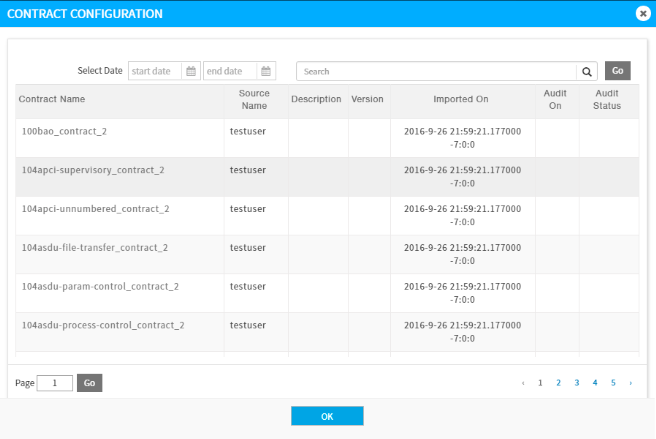 CONTRACT CONFIGURATION
Select Date start date end date Search Go
Contract Name Source Name Description Version Imported On Audit On Audit Status
100bao_contract_2 testuser 2016-9-26 21:59:21.177000
-7:0:0
104apci-supervisory_contract_2 testuser 2016-9-26 21:59:21.177000
-7:0:0
104apci-unnumbered_contract_2 testuser 2016-9-26 21:59:21.177000
-7:0:0
104asdu-file-transfer_contract_2 testuser 2016-9-26 21:59:21.177000
-7:0:0
104asdu-param-control_contract_2 testuser 2016-9-26 21:59:21.177000
-7:0:0
104asdu-process-control_contract_2 testuser 2016-9-26 21:59:21.177000
-7:0:0
Page 1 Go ‹ 1 2 3 4 5 ›
OK